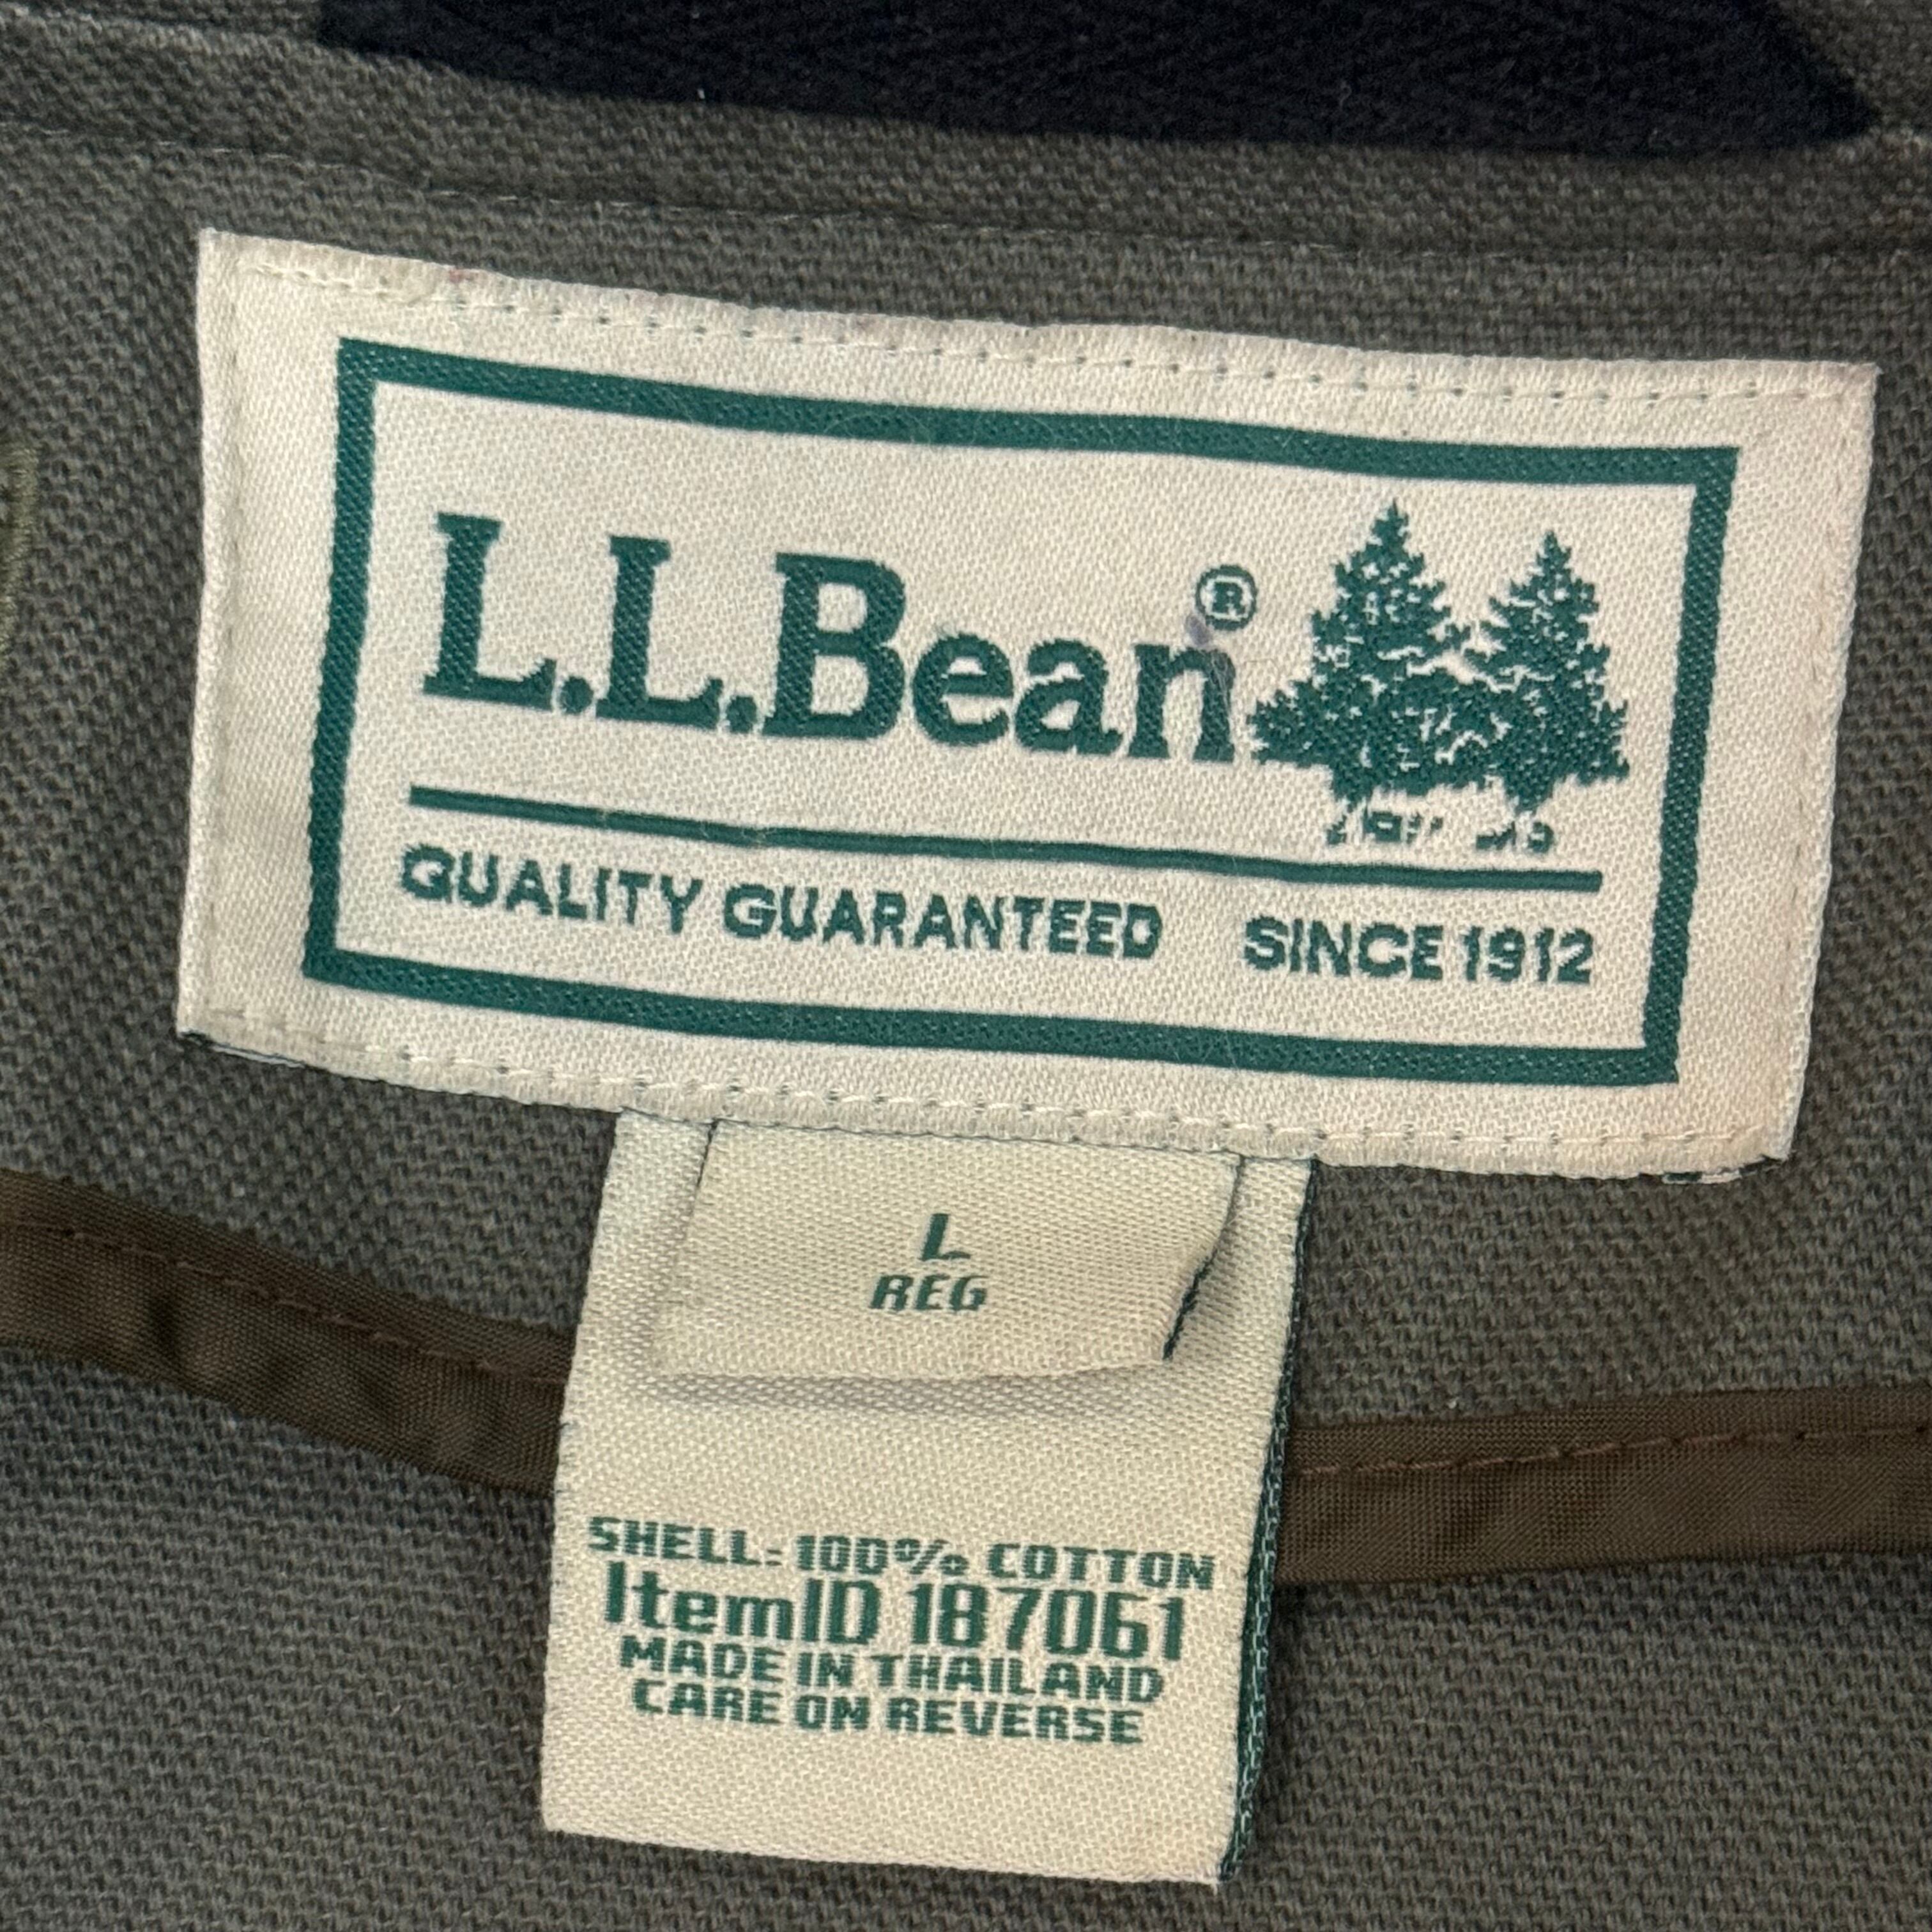 L.L.Bean®
QUALITY GUARANTEED SINCE 1912
L
REG
SHELL: 100% COTTON
ItemID 187061
MADE IN THAILAND
CARE ON REVERSE